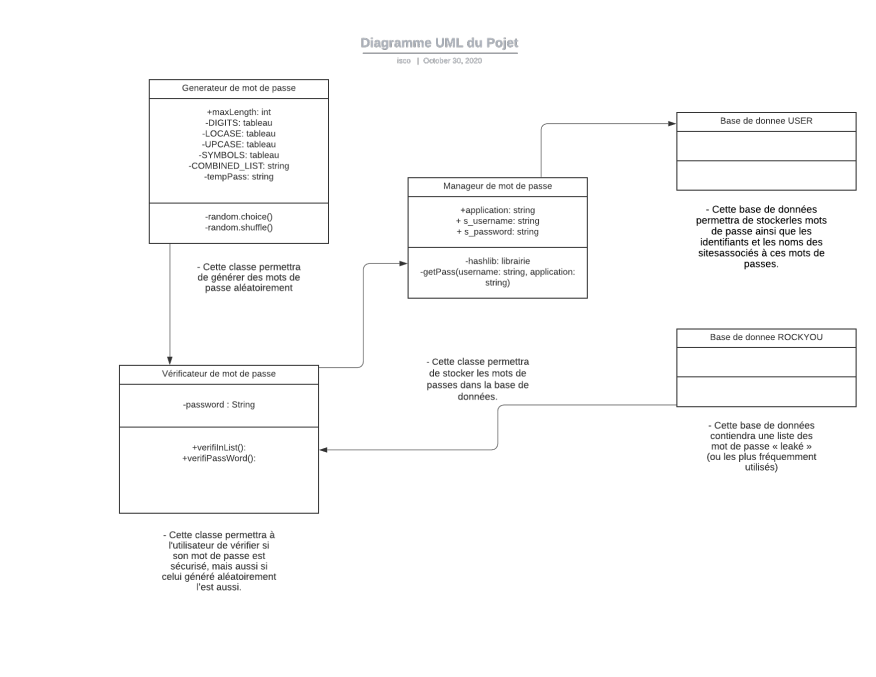 Diagramme UML du Pojet
isco | October 30, 2020
Generateur de mot de passe
+maxLength: int
-DIGITS: tableau
-LOCASE: tableau
-UPCASE: tableau
-SYMBOLS: tableau
-COMBINED_LIST: string
-tempPass: string
-random.choice()
-random.shuffle()
- Cette classe permettra
de générer des mots de
passe aléatoirement
Manageur de mot de passe
+application: string
+ s_username: string
+ s_password: string
-hashlib: librairie
-getPass(username: string, application:
string)
- Cette classe permettra
de stocker les mots de
passes dans la base de
données.
Base de donnee USER
- Cette base de données
permettra de stockerles mots
de passe ainsi que les
identifiants et les noms des
sitesassociés à ces mots de
passes.
Base de donnee ROCKYOU
- Cette base de données
contiendra une liste des
mot de passe « leaké »
(ou les plus fréquemment
utilisés)
Vérificateur de mot de passe
-password : String
+verifiInList():
+verifiPassWord():
- Cette classe permettra à
l'utilisateur de vérifier si
son mot de passe est
sécurisé, mais aussi si
celui généré aléatoirement
l'est aussi.